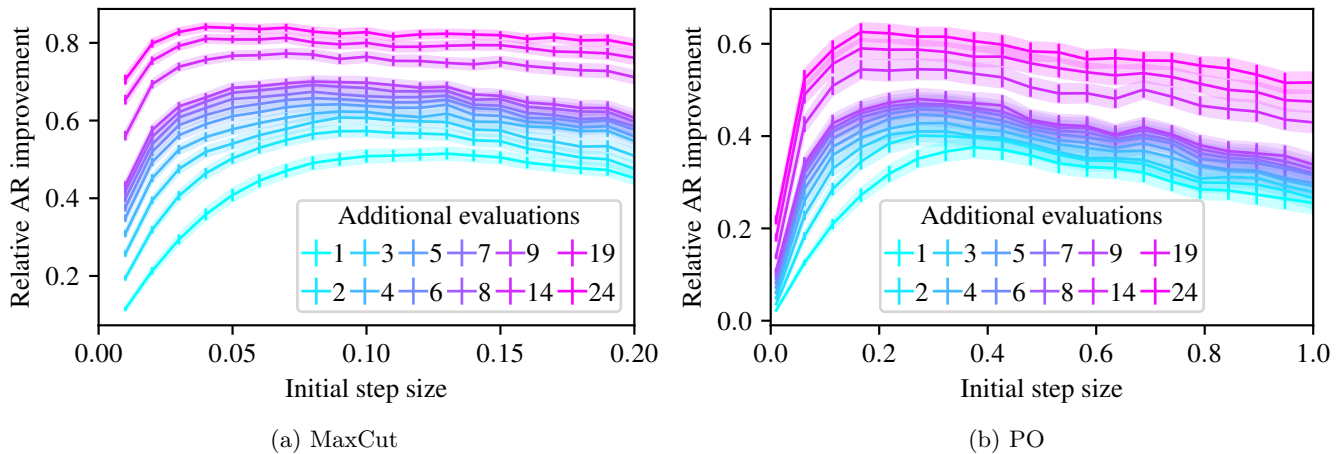 Relative AR improvement
0.8
0.6
0.4
0.2
0.00
0.05
0.10
0.15
0.20
Additional evaluations
1 3 5 7 9 19
2 4 6 8 14 24
Initial step size
(a) MaxCut
Relative AR improvement
0.6
0.4
0.2
0.0
0.0
0.2
0.4
0.6
0.8
1.0
Additional evaluations
1 3 5 7 9 19
2 4 6 8 14 24
Initial step size
(b) PO